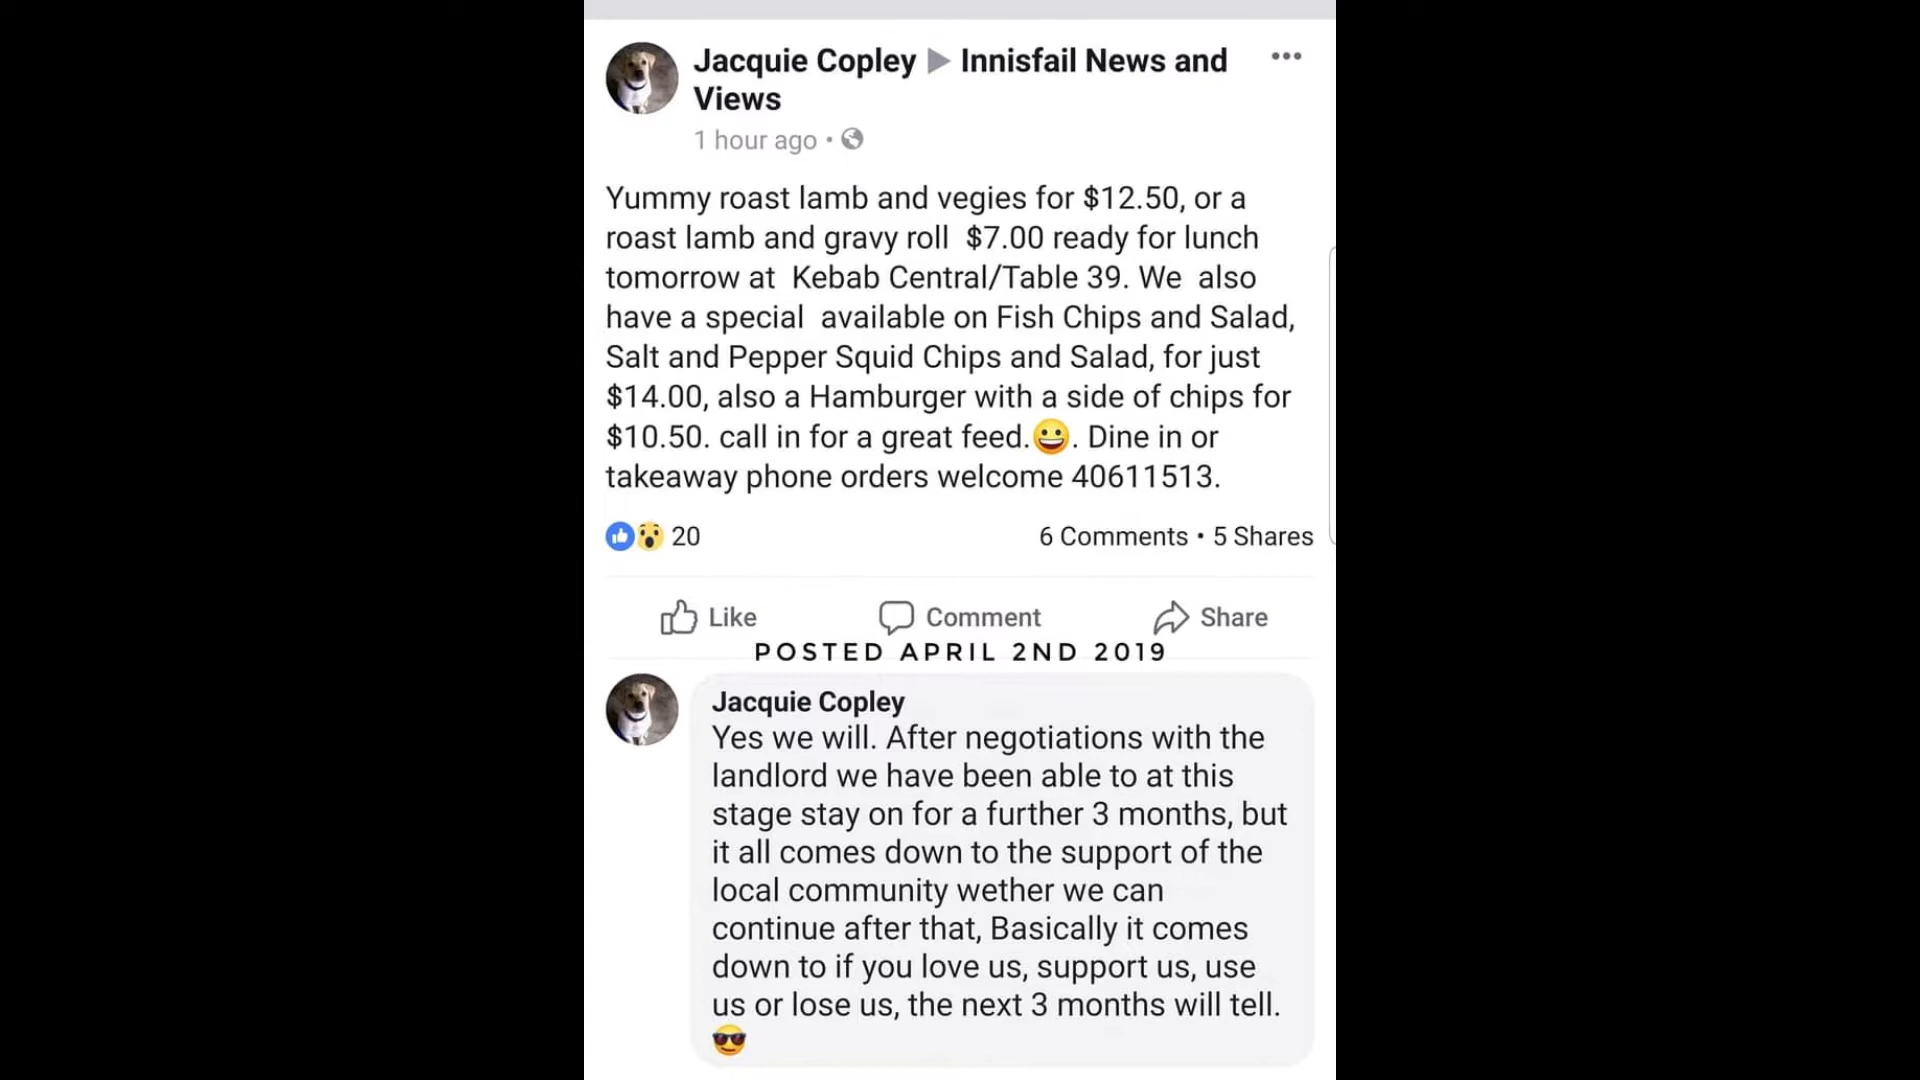 Jacquie Copley ▶ Innisfail News and
Views
1 hour ago •
Yummy roast lamb and vegies for $12.50, or a
roast lamb and gravy roll  $7.00 ready for lunch
tomorrow at  Kebab Central/Table 39. We  also
have a special  available on Fish Chips and Salad,
Salt and Pepper Squid Chips and Salad, for just
$14.00, also a Hamburger with a side of chips for
$10.50. call in for a great feed.😀. Dine in or
takeaway phone orders welcome 40611513.
20
6 Comments • 5 Shares
Like
Comment
Share
POSTED APRIL 2ND 2019
Jacquie Copley
Yes we will. After negotiations with the
landlord we have been able to at this
stage stay on for a further 3 months, but
it all comes down to the support of the
local community wether we can
continue after that, Basically it comes
down to if you love us, support us, use
us or lose us, the next 3 months will tell.
😎